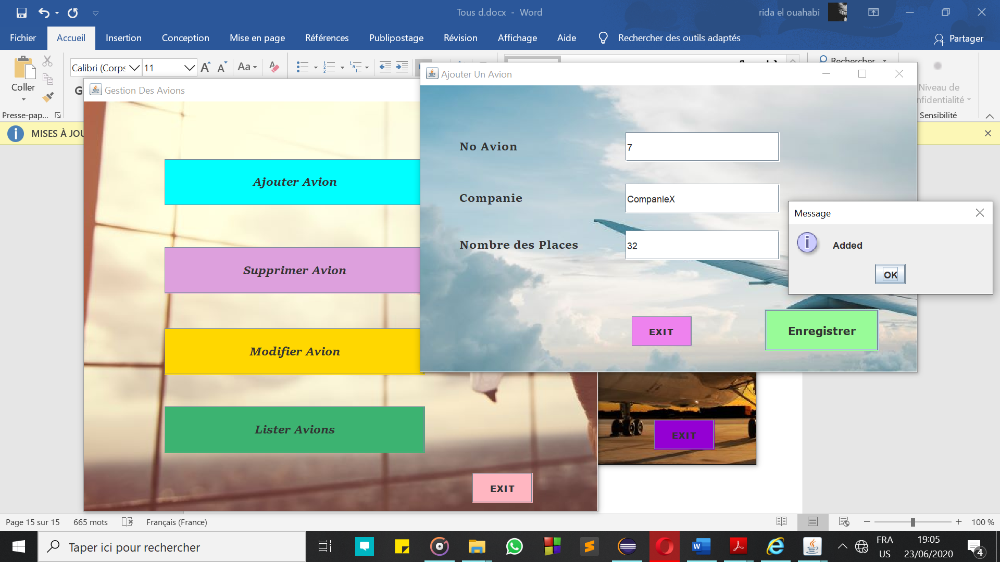 Tous d.docx - Word
rida el ouahabi
Fichier
Accueil
Insertion
Conception
Mise en page
Références
Publipostage
Révision
Affichage
Aide
Rechercher des outils adaptés
Partager
Calibri (Corps
11
Aa
Rechercher
Coller
G
Niveau de
nfidentialité
Presse-pap...
Sensibilité
MISES À JOU
Gestion Des Avions
Ajouter Avion
Supprimer Avion
Modifier Avion
Lister Avions
EXIT
Ajouter Un Avion
No Avion
7
Companie
CompanieX
Nombre des Places
32
EXIT
Enregistrer
Message
Added
OK
EXIT
Page 15 sur 15
665 mots
Français (France)
100 %
Taper ici pour rechercher
FRA
US
19:05
23/06/2020
4